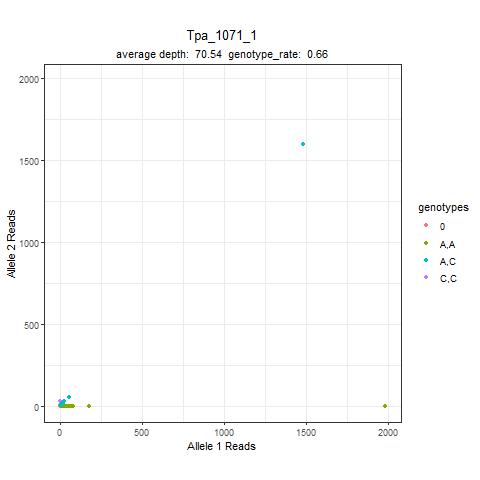 Tpa_1071_1
average depth:  70.54  genotype_rate:  0.66
2000
1500
1000
500
0
Allele 2 Reads
0 500 1000 1500 2000
Allele 1 Reads
genotypes
0
A,A
A,C
C,C